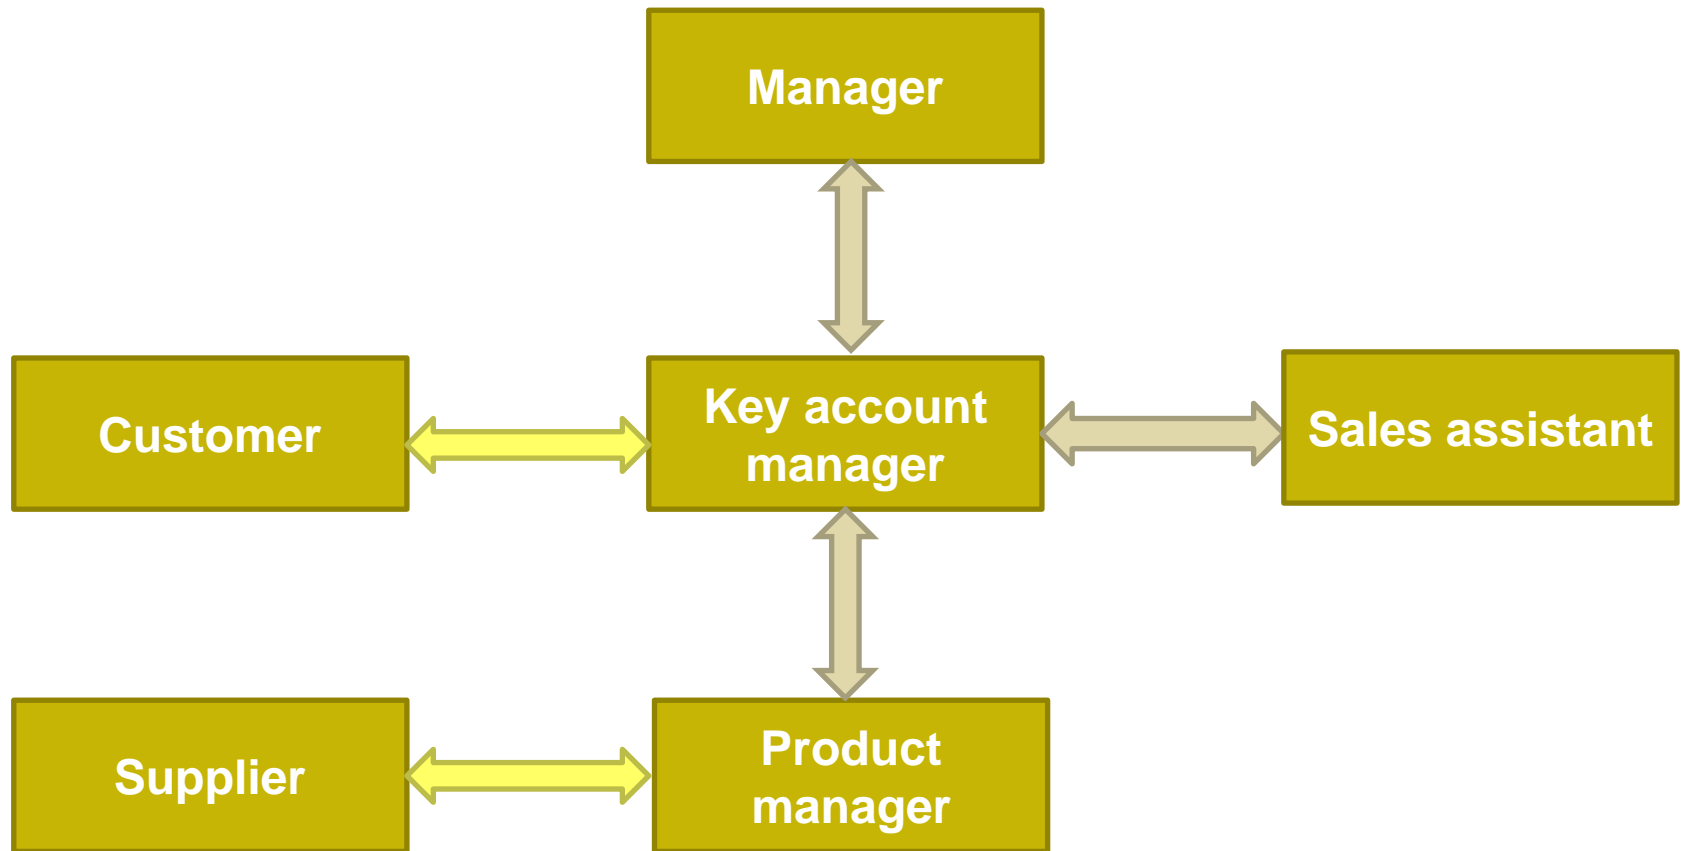 Manager
Customer
Key account
manager
Sales assistant
Supplier
Product
manager